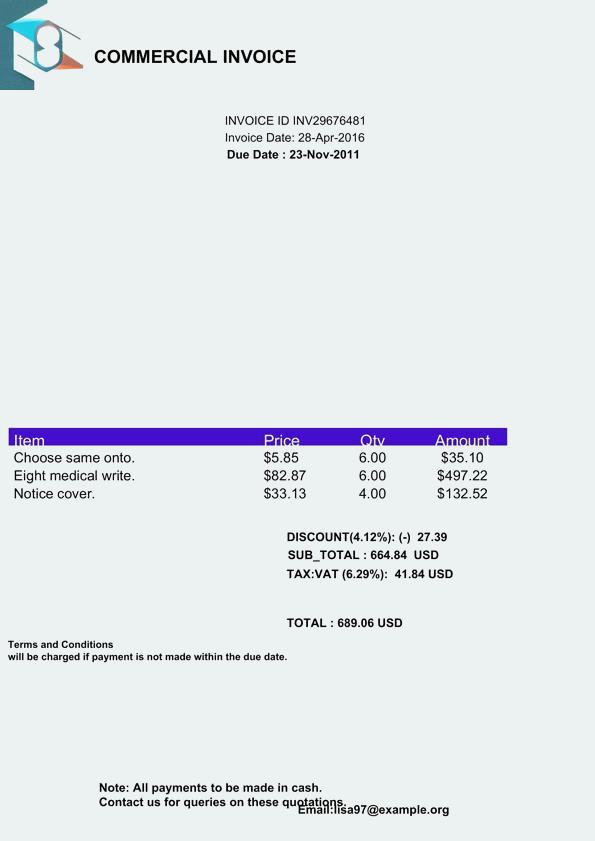 COMMERCIAL INVOICE
INVOICE ID INV29676481
Invoice Date: 28-Apr-2016
Due Date : 23-Nov-2011
Item Price Qty Amount
Choose same onto. $5.85 6.00 $35.10
Eight medical write. $82.87 6.00 $497.22
Notice cover. $33.13 4.00 $132.52
DISCOUNT(4.12%): (-) 27.39
SUB_TOTAL : 664.84 USD
TAX:VAT (6.29%): 41.84 USD
TOTAL : 689.06 USD
Terms and Conditions
will be charged if payment is not made within the due date.
Note: All payments to be made in cash.
Contact us for queries on these quotations.
Email:lisa97@example.org